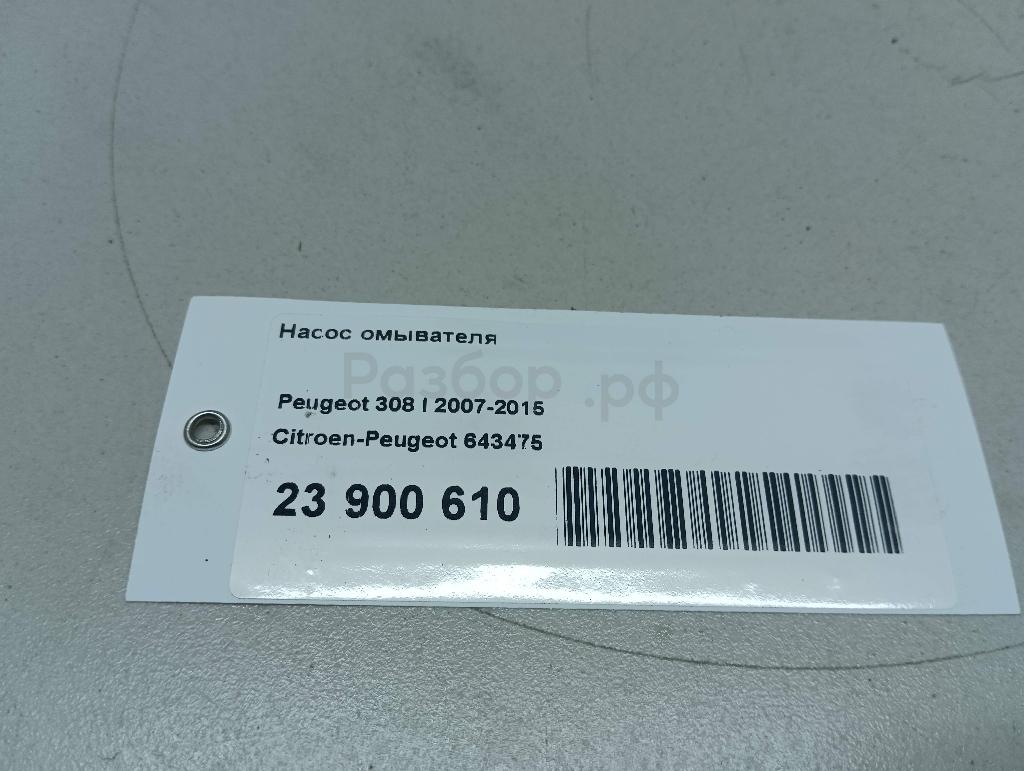 Насос омывателя
Разбор.рф
Peugeot 308 I 2007-2015
Citroen-Peugeot 643475
23 900 610